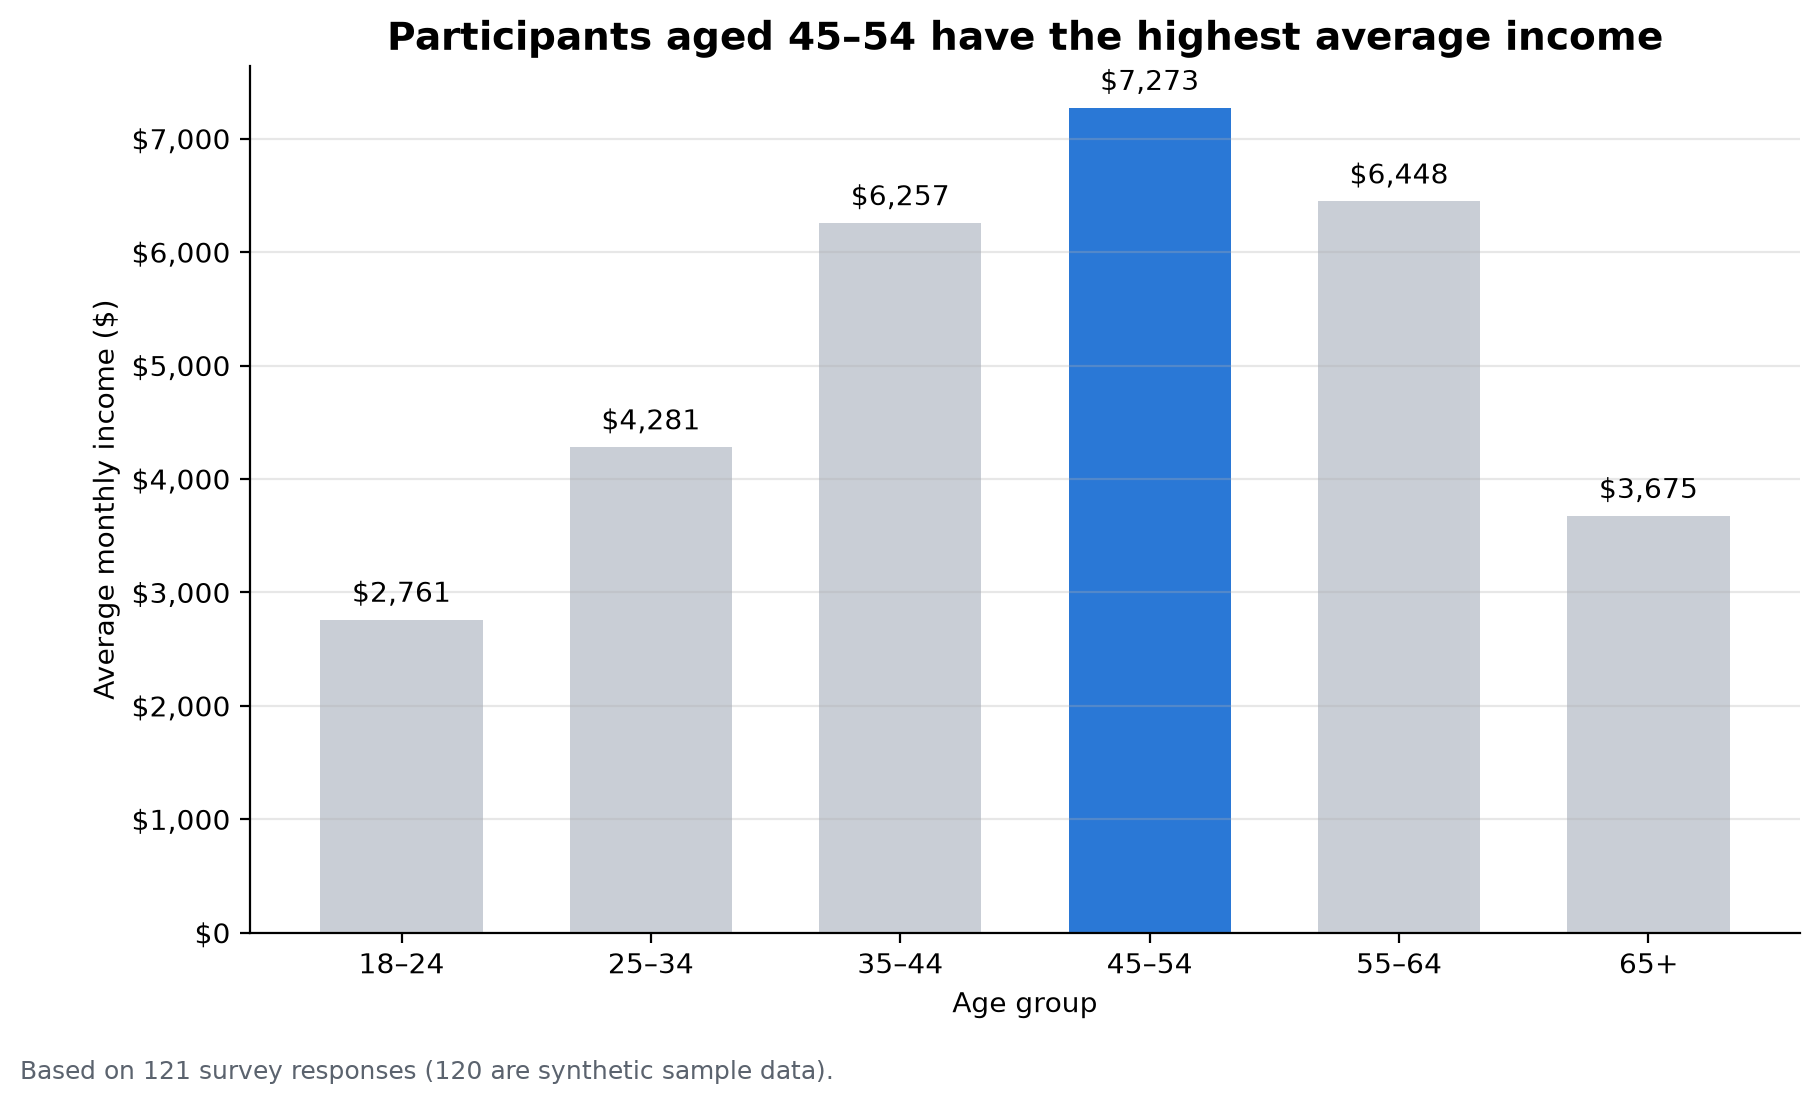 Participants aged 45–54 have the highest average income
$7,273
$7,000
$6,448
$6,257
$6,000
$5,000
$4,281
$4,000
$3,675
$3,000
$2,761
$2,000
$1,000
$0
Average monthly income ($)
18–24 25–34 35–44 45–54 55–64 65+
Age group
Based on 121 survey responses (120 are synthetic sample data).